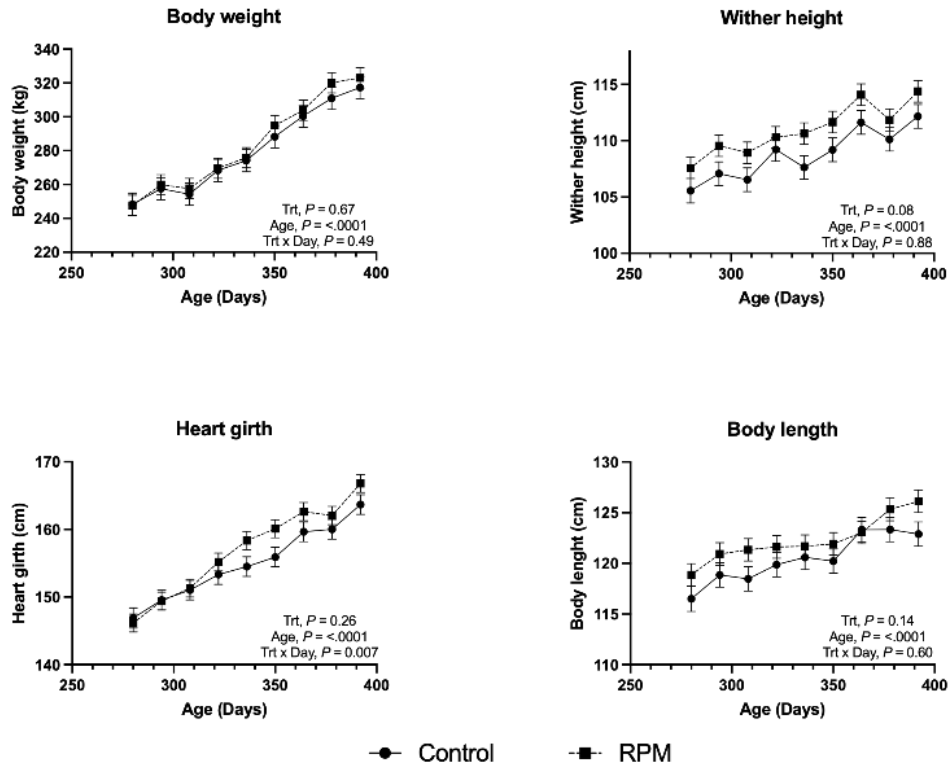 Body weight
Body weight (kg)
340
320
300
280
260
240
220
Trt, P = 0.67
Age, P = <.0001
Trt x Day, P = 0.49
250
300
350
400
Age (Days)
Wither height
Wither height (cm)
115
110
105
100
Trt, P = 0.08
Age, P = <.0001
Trt x Day, P = 0.88
250
300
350
400
Age (Days)
Heart girth
Heart girth (cm)
170
160
150
140
Trt, P = 0.26
Age, P = <.0001
Trt x Day, P = 0.007
250
300
350
400
Age (Days)
Body length
Body lenght (cm)
130
125
120
115
110
Trt, P = 0.14
Age, P = <.0001
Trt x Day, P = 0.60
250
300
350
400
Age (Days)
Control
RPM